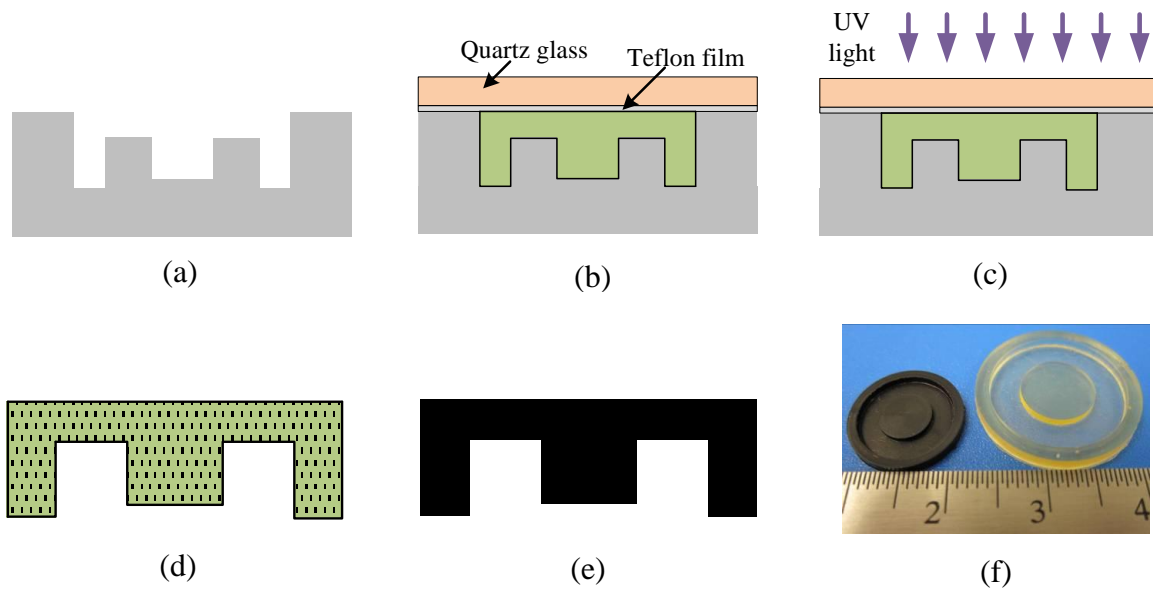 Quartz glass
Teflon film
UV
light
(a)
(b)
(c)
2
3
4
(d)
(e)
(f)